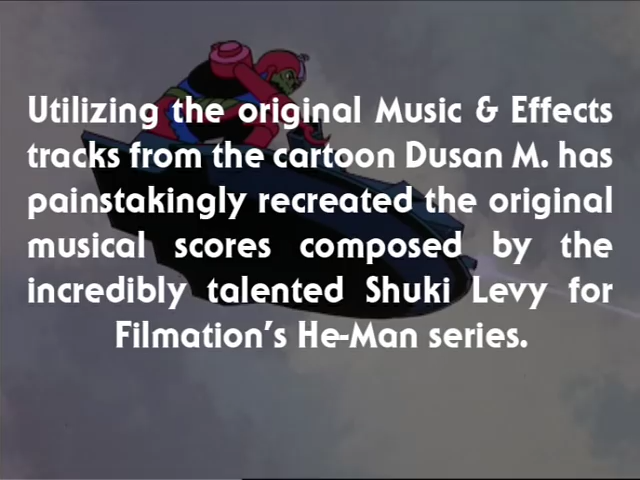 Utilizing the original Music & Effects
tracks from the cartoon Dusan M. has
painstakingly recreated the original
musical scores composed by the
incredibly talented Shuki Levy for
Filmation's He-Man series.